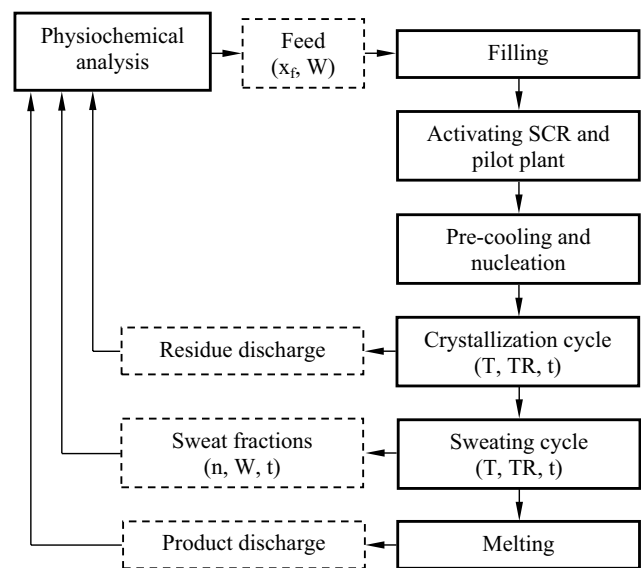 Physiochemical
analysis
Feed
(x_f, W)
Filling
Activating SCR and
pilot plant
Pre-cooling and
nucleation
Residue discharge
Crystallization cycle
(T, TR, t)
Sweat fractions
(n, W, t)
Sweating cycle
(T, TR, t)
Product discharge
Melting